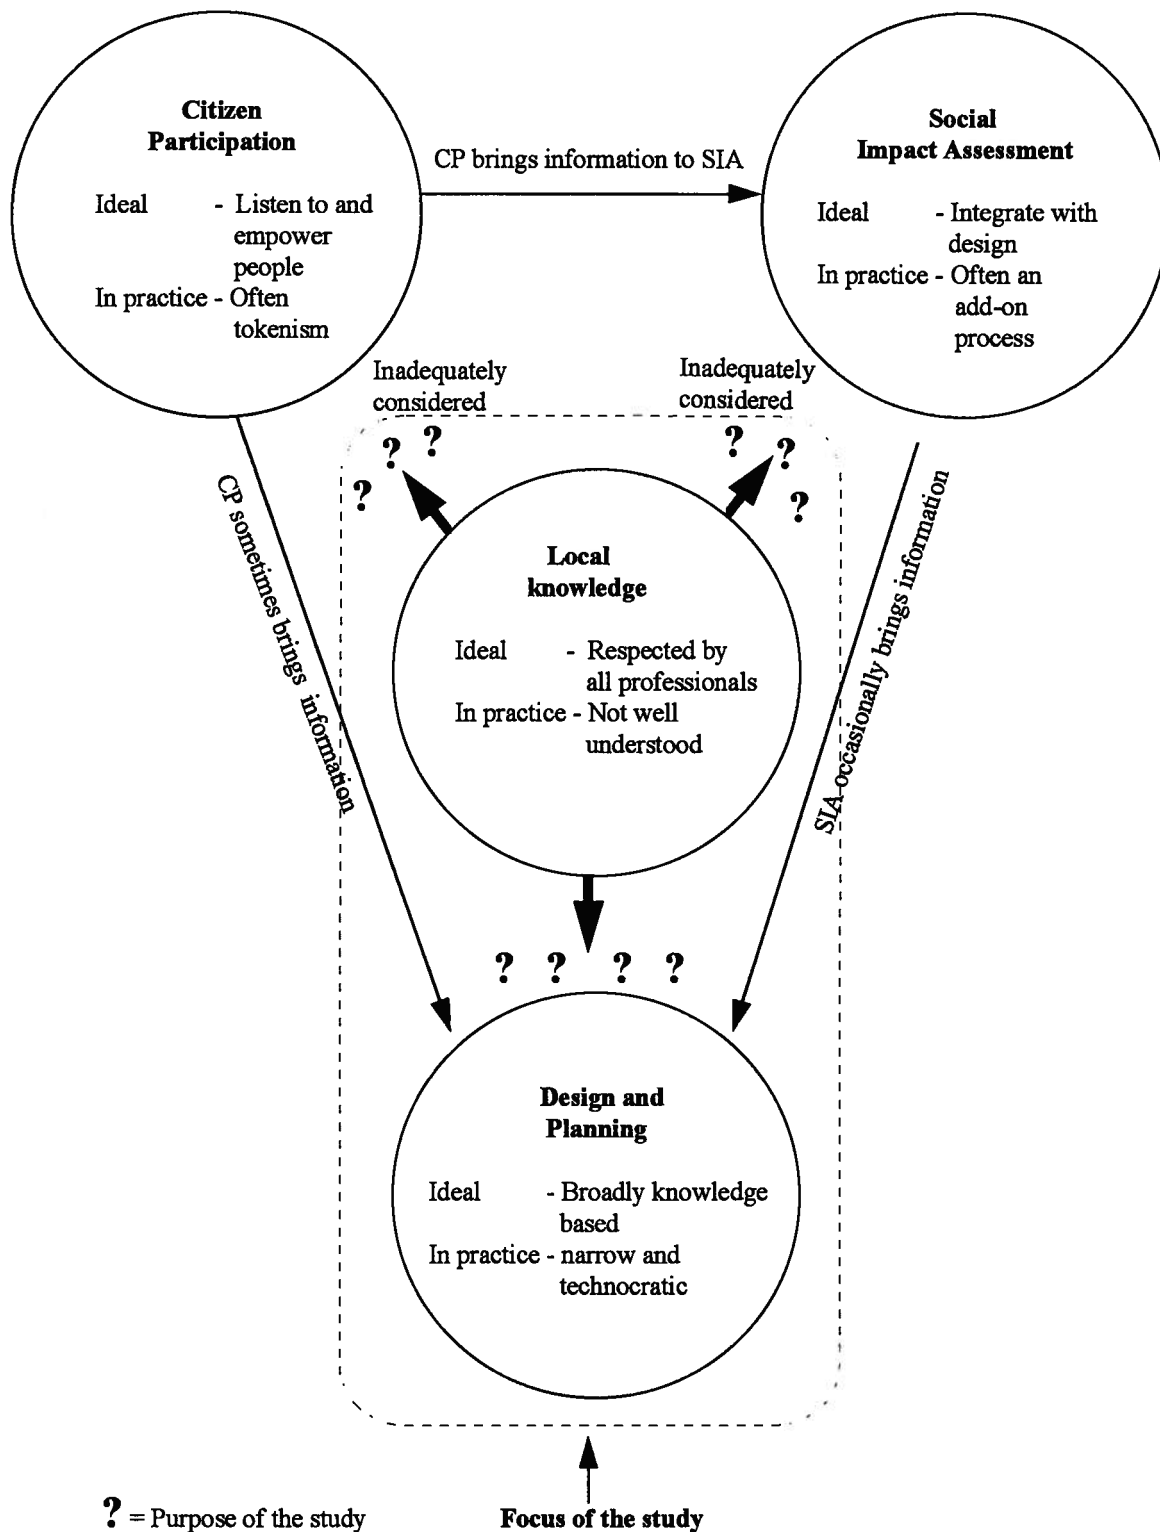 Citizen
Participation
Ideal - Listen to and
empower
people
In practice - Often
tokenism
CP brings information to SIA
Social
Impact Assessment
Ideal - Integrate with
design
In practice - Often an
add-on
process
Inadequately
considered
Inadequately
considered
? ? ?
? ? ?
CP sometimes brings information
SIA occasionally brings information
Local
knowledge
Ideal - Respected by
all professionals
In practice - Not well
understood
? ? ? ?
Design and
Planning
Ideal - Broadly knowledge
based
In practice - narrow and
technocratic
? = Purpose of the study
Focus of the study